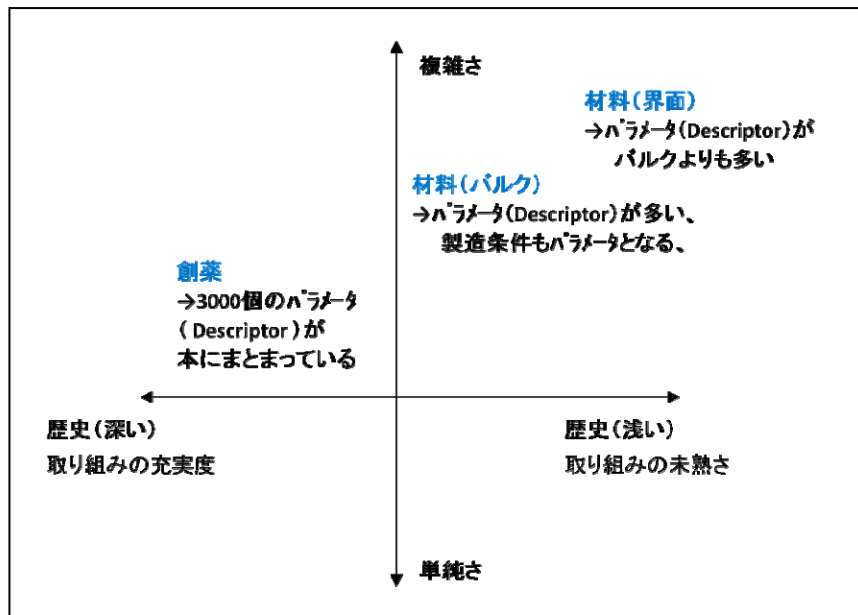 複雑さ
材料(界面)
→パラメータ(Descriptor)が
バルクよりも多い
材料(バルク)
→パラメータ(Descriptor)が多い、
製造条件もパラメータとなる、
創薬
→3000個のパラメータ
( Descriptor )が
本にまとまっている
歴史(深い)
取り組みの充実度
歴史(浅い)
取り組みの未熟さ
単純さ